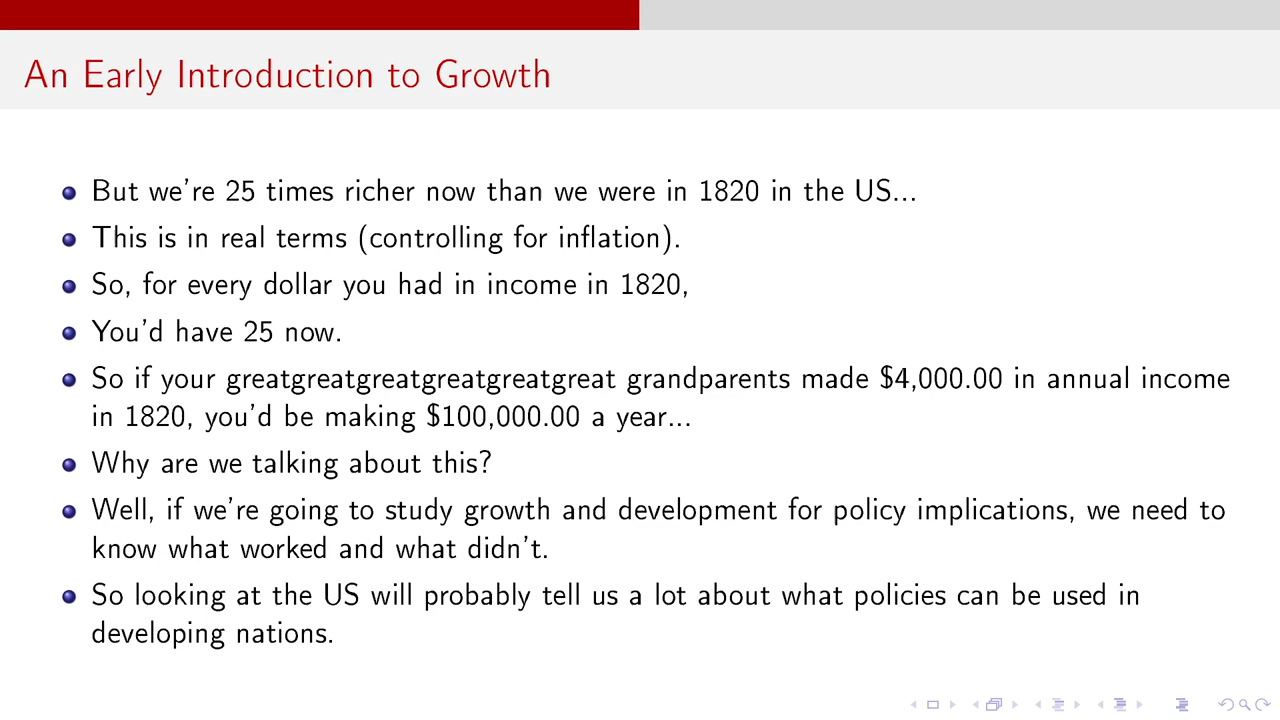 An Early Introduction to Growth
But we're 25 times richer now than we were in 1820 in the US...
This is in real terms (controlling for inflation).
So, for every dollar you had in income in 1820,
You'd have 25 now.
So if your greatgreatgreatgreatgreatgreat grandparents made $4,000.00 in annual income
in 1820, you'd be making $100,000.00 a year...
Why are we talking about this?
Well, if we're going to study growth and development for policy implications, we need to
know what worked and what didn't.
So looking at the US will probably tell us a lot about what policies can be used in
developing nations.